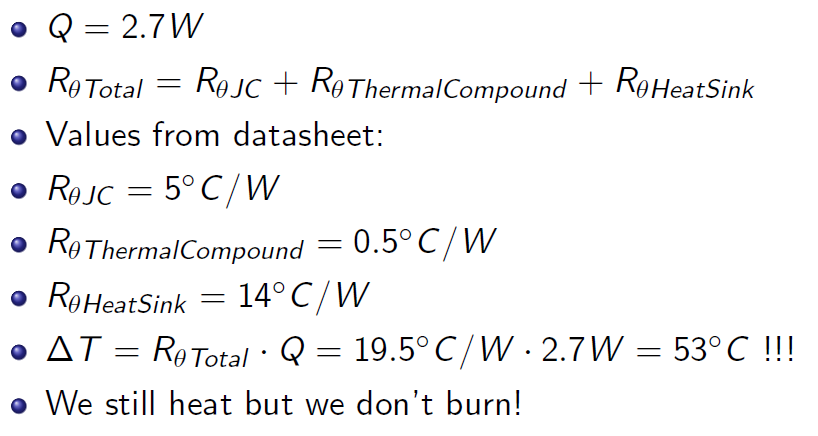 Q = 2.7W
RθTotal = RθJC + RθThermalCompound + RθHeatSink
Values from datasheet:
RθJC = 5°C/W
RθThermalCompound = 0.5°C/W
RθHeatSink = 14°C/W
ΔT = RθTotal · Q = 19.5°C/W · 2.7W = 53°C !!!
We still heat but we don't burn!